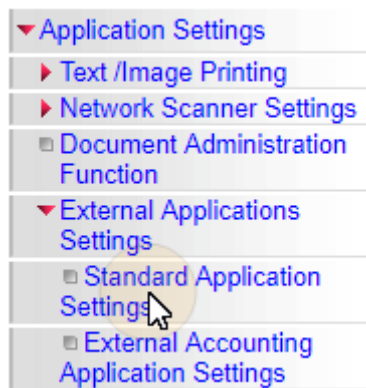 Application Settings
Text /Image Printing
Network Scanner Settings
Document Administration
Function
External Applications
Settings
Standard Application
Settings
External Accounting
Application Settings